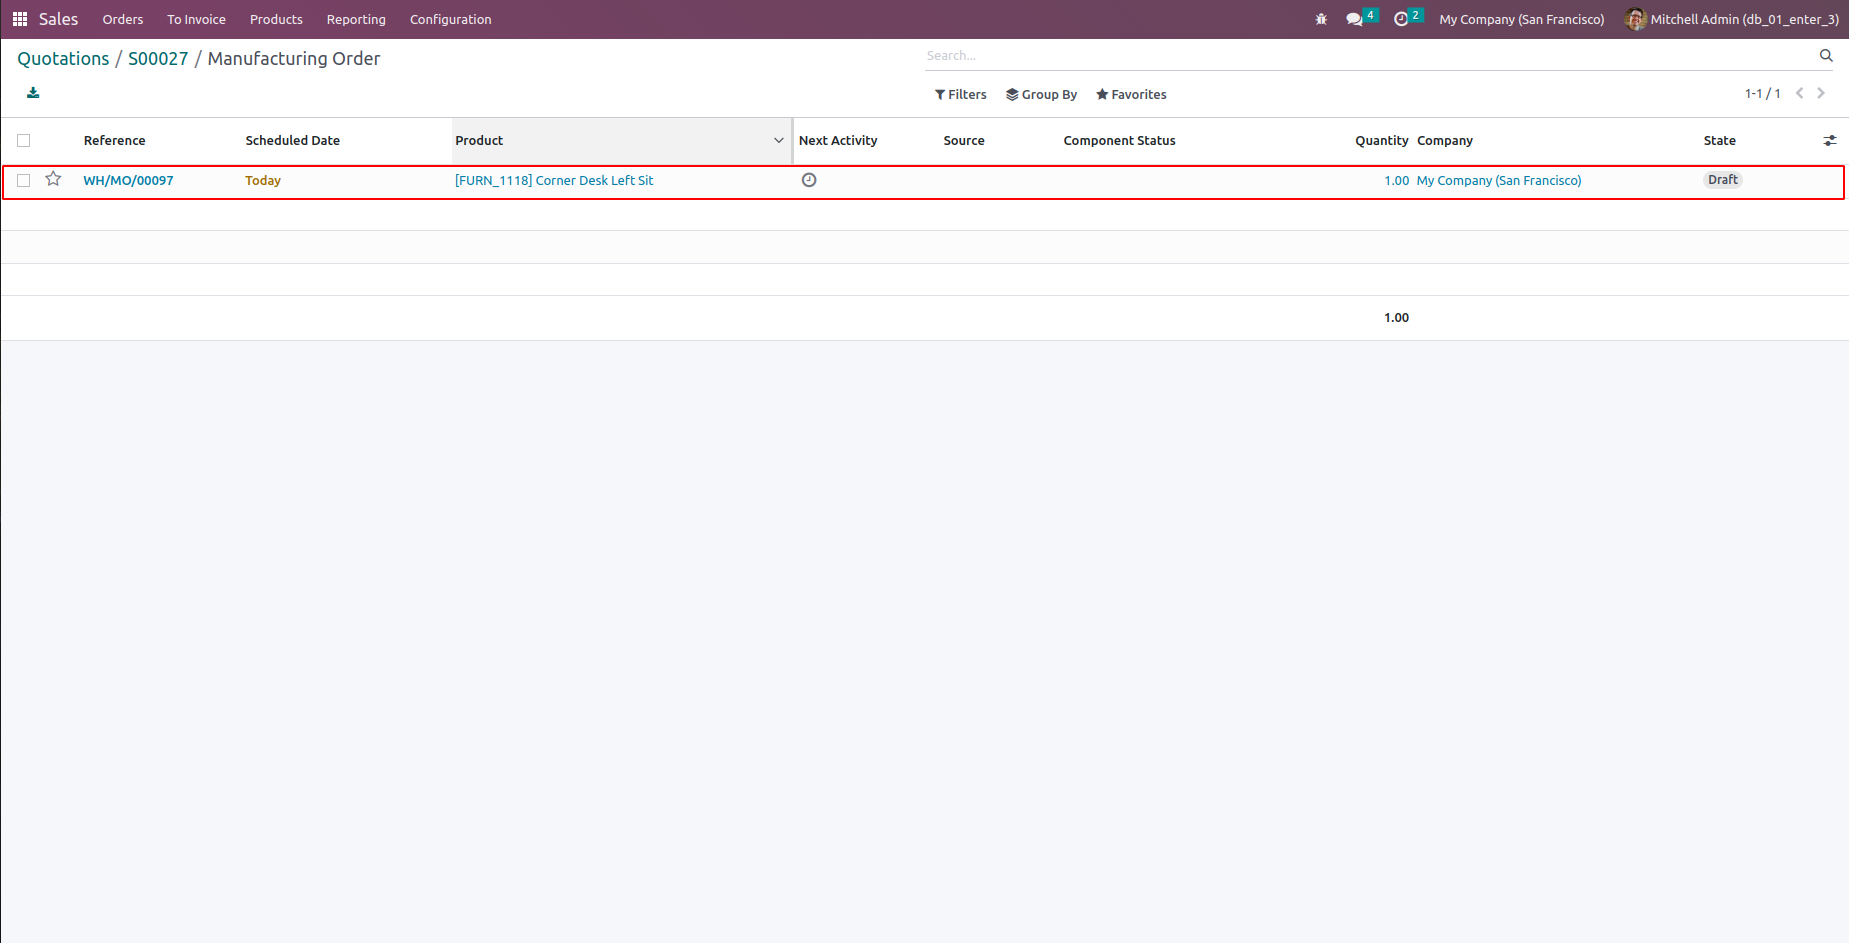 Sales Orders To Invoice Products Reporting Configuration 4 2 My Company (San Francisco) Mitchell Admin (db_01_enter_3)
Quotations / S00027 / Manufacturing Order Search...
Filters Group By Favorites 1-1 / 1
Reference Scheduled Date Product Next Activity Source Component Status Quantity Company State
WH/MO/00097 Today [FURN_1118] Corner Desk Left Sit 1.00 My Company (San Francisco) Draft
1.00